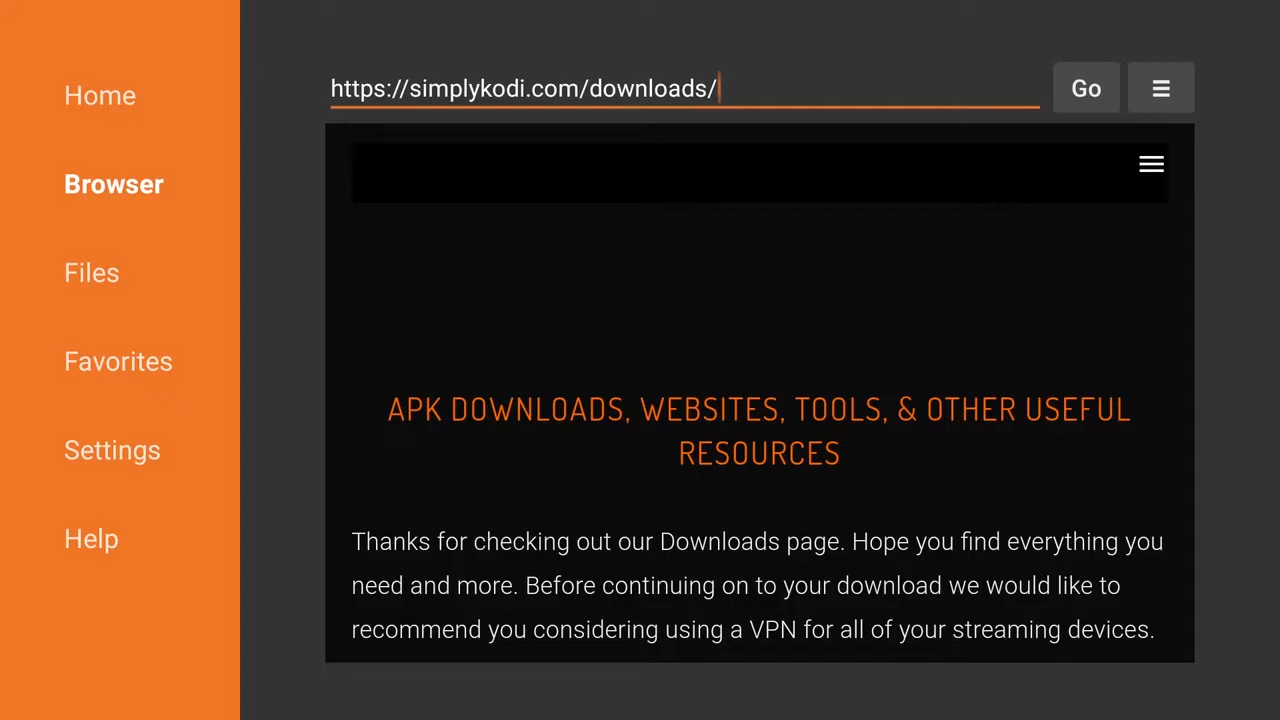 Home
Browser
Files
Favorites
Settings
Help
https://simplykodi.com/downloads/
Go
APK DOWNLOADS, WEBSITES, TOOLS, & OTHER USEFUL
RESOURCES
Thanks for checking out our Downloads page. Hope you find everything you
need and more. Before continuing on to your download we would like to
recommend you considering using a VPN for all of your streaming devices.